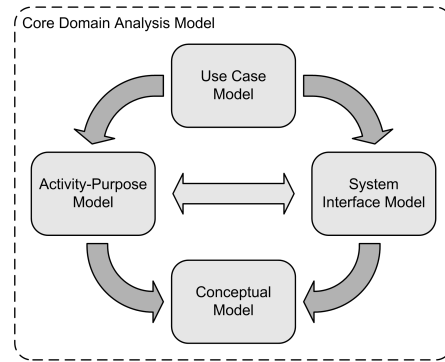 Core Domain Analysis Model
Use Case
Model
Activity-Purpose
Model
System
Interface Model
Conceptual
Model